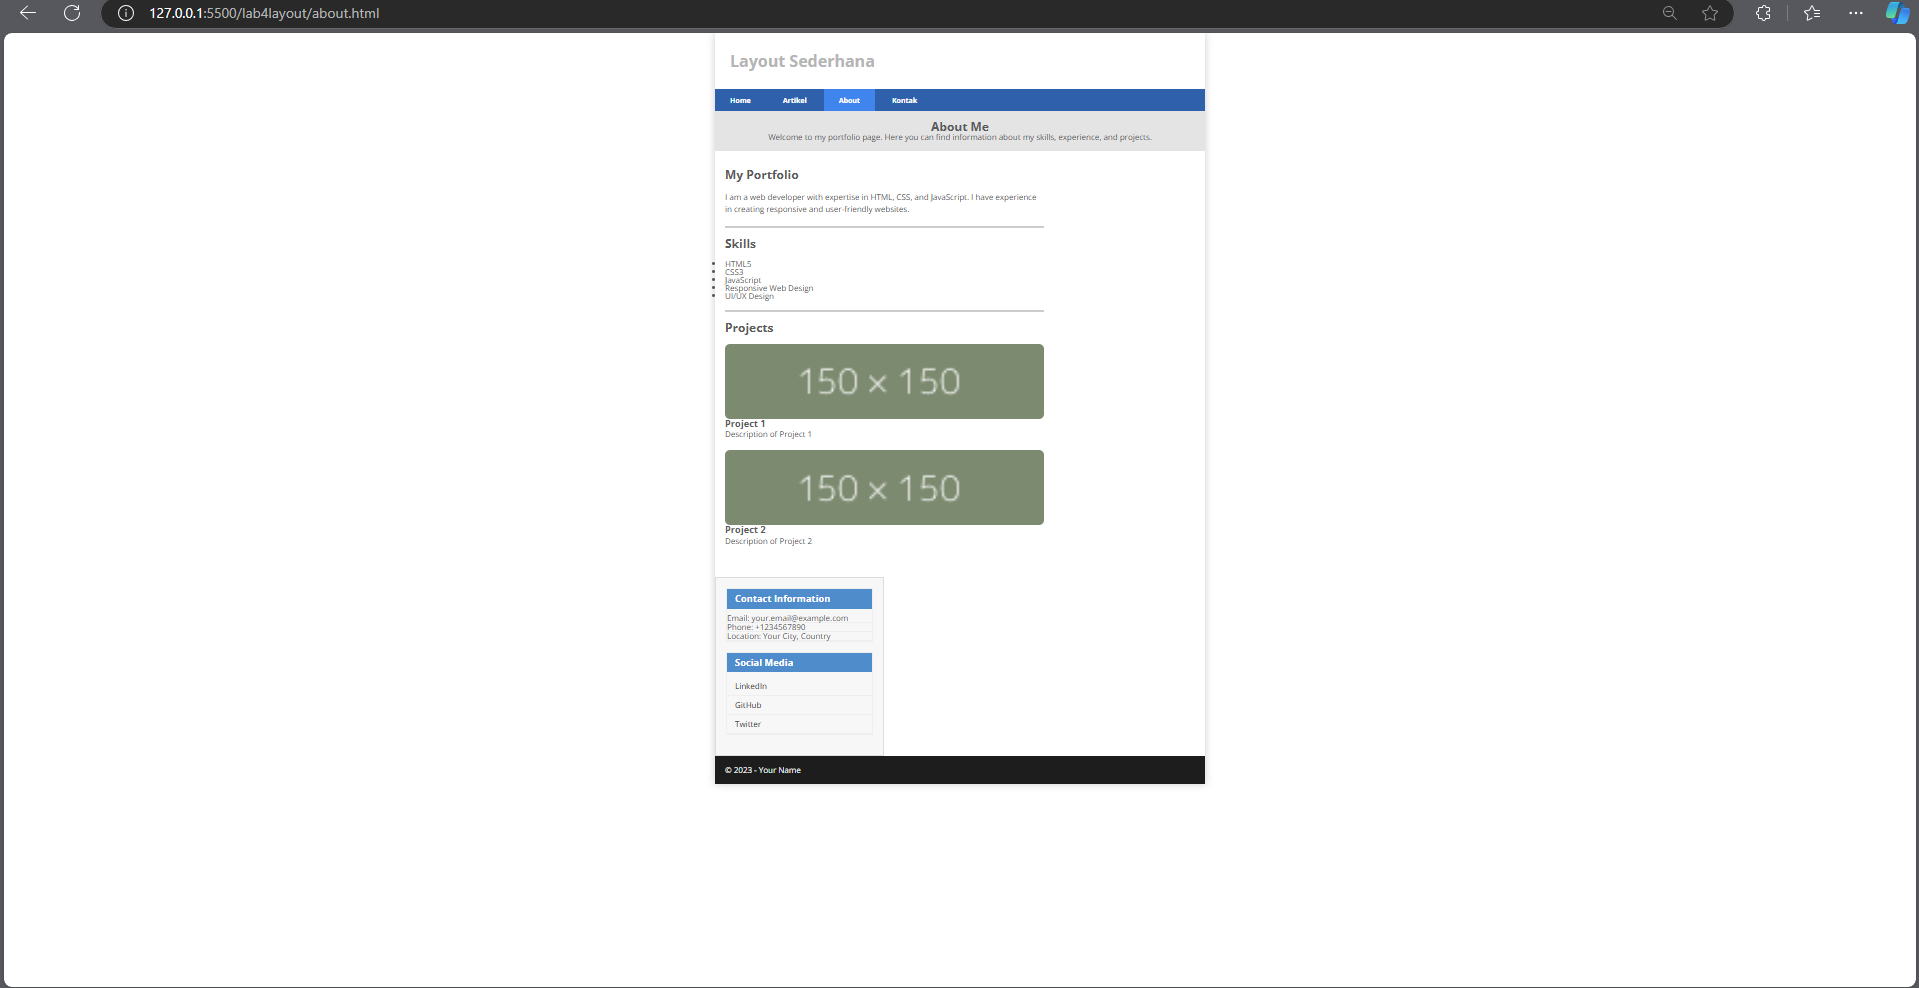 127.0.0.1:5500/lab4layout/about.html
Layout Sederhana
Home Artikel About Kontak
About Me
Welcome to my portfolio page. Here you can find information about my skills, experience, and projects.
My Portfolio
I am a web developer with expertise in HTML, CSS, and JavaScript. I have experience
in creating responsive and user-friendly websites.
Skills
HTML5
CSS3
JavaScript
Responsive Web Design
UI/UX Design
Projects
150 × 150
Project 1
Description of Project 1
150 × 150
Project 2
Description of Project 2
Contact Information
Email: your.email@example.com
Phone: +1234567890
Location: Your City, Country
Social Media
LinkedIn
GitHub
Twitter
© 2023 - Your Name